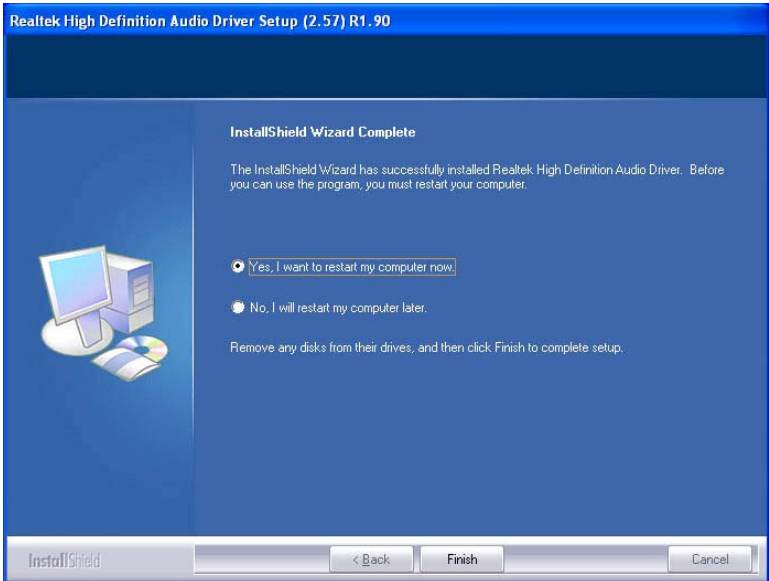 Realtek High Definition Audio Driver Setup (2.57) R1.90
InstallShield Wizard Complete
The InstallShield Wizard has successfully installed Realtek High Definition Audio Driver. Before
you can use the program, you must restart your computer.
Yes, I want to restart my computer now.
No, I will restart my computer later.
Remove any disks from their drives, and then click Finish to complete setup.
InstallShield
< Back
Finish
Cancel